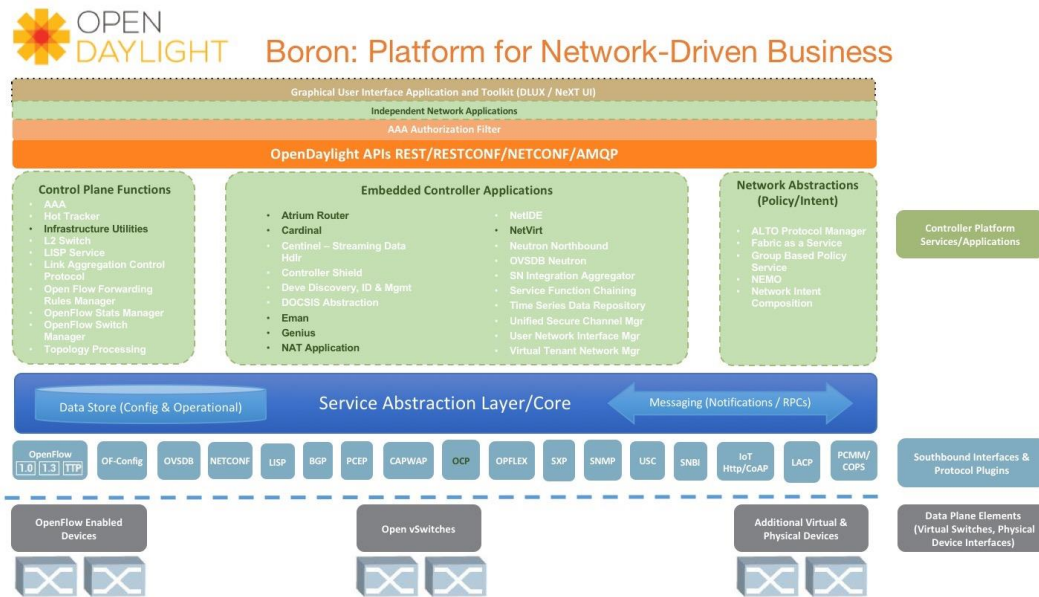 OPEN
DAYLIGHT
Boron: Platform for Network-Driven Business
Graphical User Interface Application and Toolkit (DLUX / NeXT UI)
Independent Network Applications
AAA Authorization Filter
OpenDaylight APIs REST/RESTCONF/NETCONF/AMQP
Control Plane Functions
• AAA
• Hot Tracker
• Infrastructure Utilities
• L2 Switch
• LISP Service
• Link Aggregation Control
Protocol
• Open Flow Forwarding
Rules Manager
• OpenFlow Stats Manager
• OpenFlow Switch
Manager
• Topology Processing
Embedded Controller Applications
• Atrium Router
• Cardinal
• Centinel – Streaming Data
Hdlr
• Controller Shield
• Deve Discovery, ID & Mgmt
• DOCSIS Abstraction
• Eman
• Genius
• NAT Application
• NetIDE
• NetVirt
• Neutron Northbound
• OVSDB Neutron
• SN Integration Aggregator
• Service Function Chaining
• Time Series Data Repository
• Unified Secure Channel Mgr
• User Network Interface Mgr
• Virtual Tenant Network Mgr
Network Abstractions
(Policy/Intent)
• ALTO Protocol Manager
• Fabric as a Service
• Group Based Policy
Service
• NEMO
• Network Intent
Composition
Controller Platform
Services/Applications
Data Store (Config & Operational)
Service Abstraction Layer/Core
Messaging (Notifications / RPCs)
OpenFlow
1.0 1.3 TTP
OF-Config
OVSDB
NETCONF
LISP
BGP
PCEP
CAPWAP
OCP
OPFLEX
SXP
SNMP
USC
SNBI
IoT
Http/CoAP
LACP
PCMM/
COPS
Southbound Interfaces &
Protocol Plugins
OpenFlow Enabled
Devices
Open vSwitches
Additional Virtual &
Physical Devices
Data Plane Elements
(Virtual Switches, Physical
Device Interfaces)